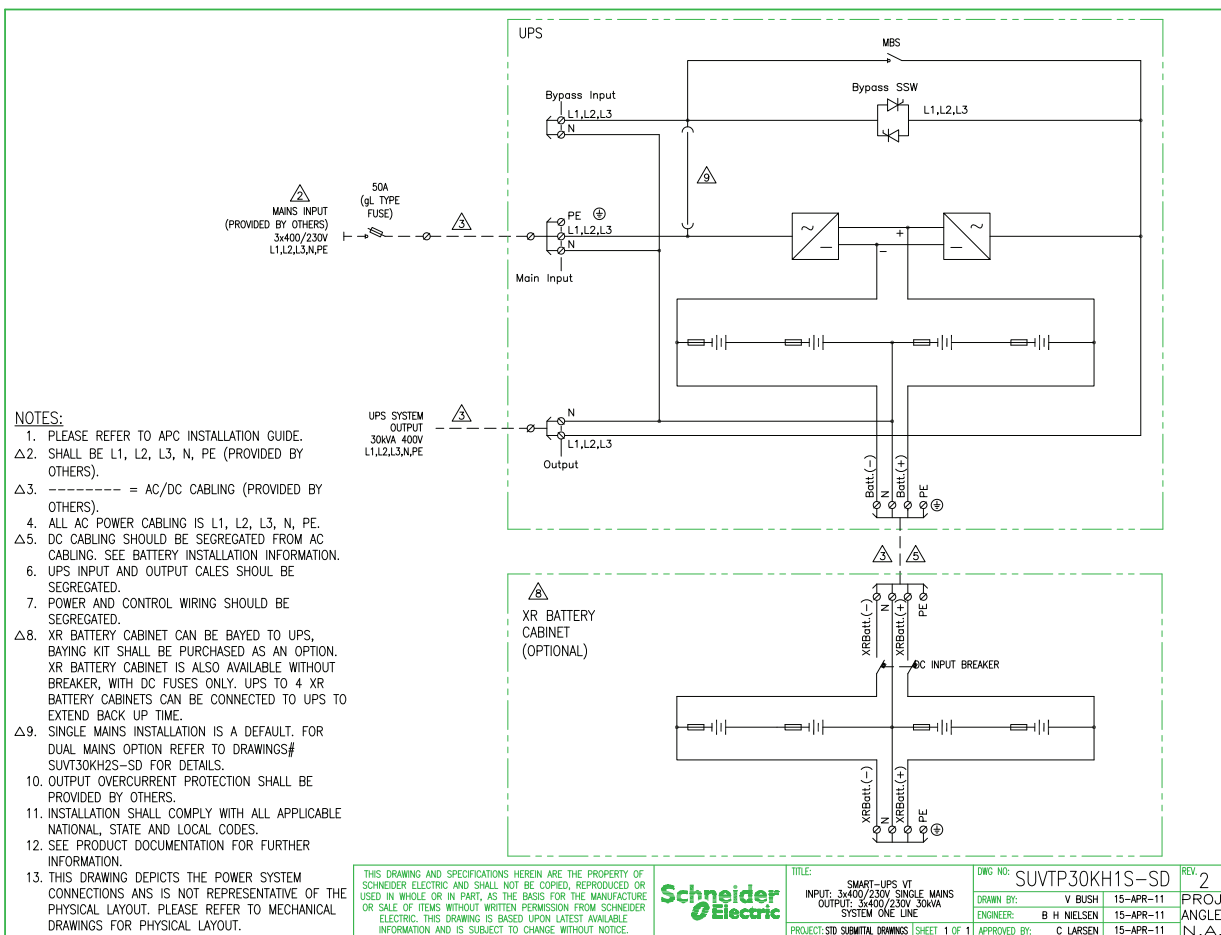 UPS
MBS
Bypass SSW
L1,L2,L3
Bypass Input
L1,L2,L3
N
9
2
MAINS INPUT
(PROVIDED BY OTHERS)
3x400/230V
L1,L2,L3,N,PE
50A
(gL TYPE
FUSE)
3
PE
L1,L2,L3
N
Main Input
~
–
+
–
~
–
UPS SYSTEM
OUTPUT
30kVA 400V
L1,L2,L3,N,PE
3
N
L1,L2,L3
Output
Batt.(-)
N
Batt.(+)
PE
3
5
8
XR BATTERY
CABINET
(OPTIONAL)
XRBatt.(-)
N
XRBatt.(+)
PE
DC INPUT BREAKER
XRBatt.(-)
N
XRBatt.(+)
PE
NOTES:
1. PLEASE REFER TO APC INSTALLATION GUIDE.
△2. SHALL BE L1, L2, L3, N, PE (PROVIDED BY
OTHERS).
△3. -------- = AC/DC CABLING (PROVIDED BY
OTHERS).
4. ALL AC POWER CABLING IS L1, L2, L3, N, PE.
△5. DC CABLING SHOULD BE SEGREGATED FROM AC
CABLING. SEE BATTERY INSTALLATION INFORMATION.
6. UPS INPUT AND OUTPUT CALES SHOUL BE
SEGREGATED.
7. POWER AND CONTROL WIRING SHOULD BE
SEGREGATED.
△8. XR BATTERY CABINET CAN BE BAYED TO UPS,
BAYING KIT SHALL BE PURCHASED AS AN OPTION.
XR BATTERY CABINET IS ALSO AVAILABLE WITHOUT
BREAKER, WITH DC FUSES ONLY. UPS TO 4 XR
BATTERY CABINETS CAN BE CONNECTED TO UPS TO
EXTEND BACK UP TIME.
△9. SINGLE MAINS INSTALLATION IS A DEFAULT. FOR
DUAL MAINS OPTION REFER TO DRAWINGS#
SUVT30KH2S-SD FOR DETAILS.
10. OUTPUT OVERCURRENT PROTECTION SHALL BE
PROVIDED BY OTHERS.
11. INSTALLATION SHALL COMPLY WITH ALL APPLICABLE
NATIONAL, STATE AND LOCAL CODES.
12. SEE PRODUCT DOCUMENTATION FOR FURTHER
INFORMATION.
13. THIS DRAWING DEPICTS THE POWER SYSTEM
CONNECTIONS ANS IS NOT REPRESENTATIVE OF THE
PHYSICAL LAYOUT. PLEASE REFER TO MECHANICAL
DRAWINGS FOR PHYSICAL LAYOUT.
THIS DRAWING AND SPECIFICATIONS HEREIN ARE THE PROPERTY OF
SCHNEIDER ELECTRIC AND SHALL NOT BE COPIED, REPRODUCED OR
USED IN WHOLE OR IN PART, AS THE BASIS FOR THE MANUFACTURE
OR SALE OF ITEMS WITHOUT WRITTEN PERMISSION FROM SCHNEIDER
ELECTRIC. THIS DRAWING IS BASED UPON LATEST AVAILABLE
INFORMATION AND IS SUBJECT TO CHANGE WITHOUT NOTICE.
Schneider
Electric
TITLE:
SMART-UPS VT
INPUT: 3x400/230V SINGLE MAINS
OUTPUT: 3x400/230V 30kVA
SYSTEM ONE LINE
PROJECT: STD SUBMITTAL DRAWINGS SHEET 1 OF 1
DWG NO: SUVTP30KH1S-SD
DRAWN BY: V BUSH 15-APR-11
ENGINEER: B H NIELSEN 15-APR-11
APPROVED BY: C LARSEN 15-APR-11
REV.
2
PROJ
ANGLE
N.A.